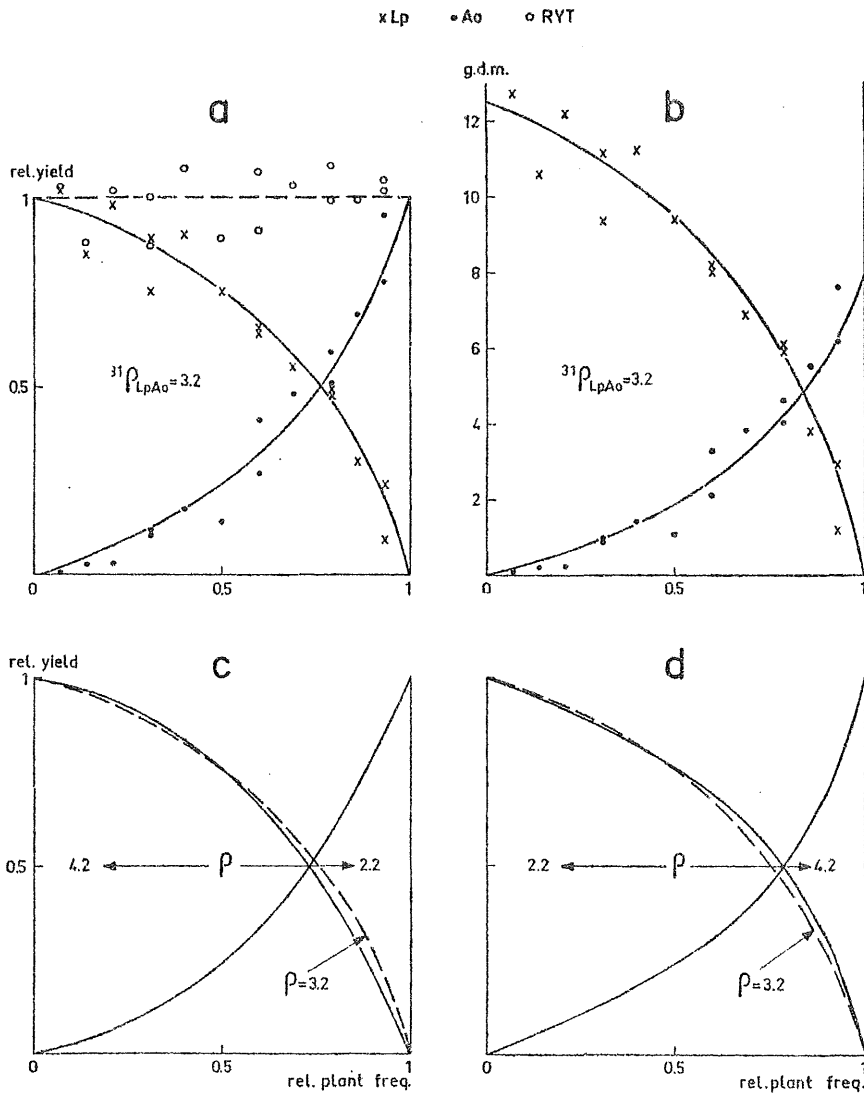 x Lp • Ao o RYT
g.d.m.
a
b
rel. yield
12
10
8
6
4
2
1
0.5
³¹ρLpAo=3.2
³¹ρLpAo=3.2
0
0.5
1
0
0.5
1
rel. yield
c
d
1
0.5
4.2
ρ
2.2
2.2
ρ
4.2
ρ=3.2
ρ=3.2
0
0.5
1
0
0.5
1
rel. plant freq.
rel. plant freq.